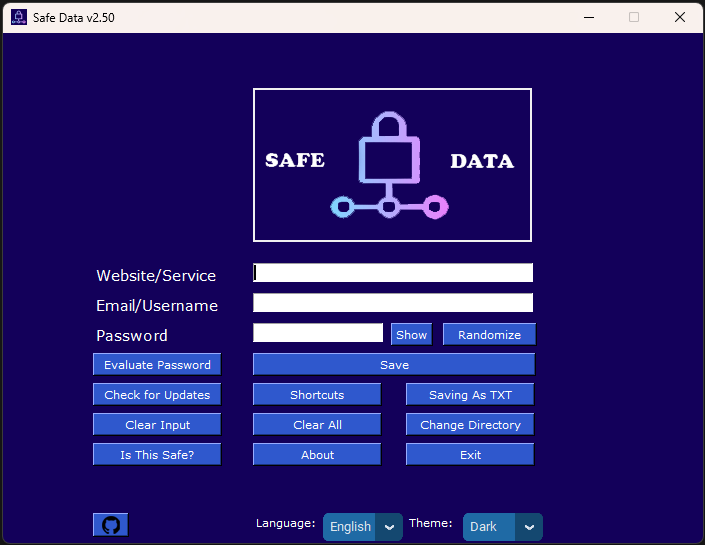 Safe Data v2.50
SAFE DATA
Website/Service
Email/Username
Password Show Randomize
Evaluate Password Save
Check for Updates Shortcuts Saving As TXT
Clear Input Clear All Change Directory
Is This Safe? About Exit
Language: English Theme: Dark